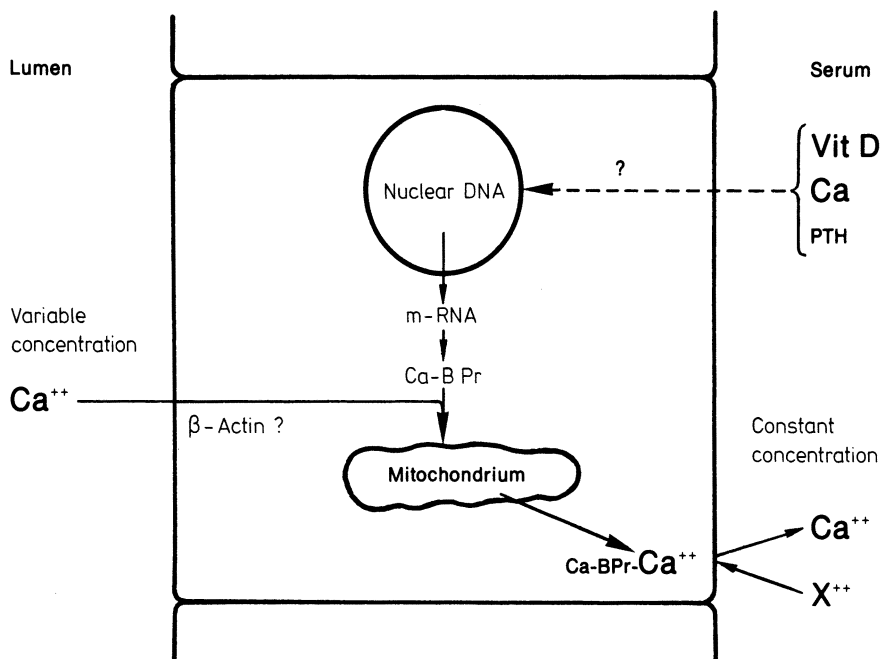 Lumen
Serum
Vit D
Ca
PTH
?
Nuclear DNA
m-RNA
Ca-B Pr
Variable
concentration
Ca++
β-Actin ?
Mitochondrium
Constant
concentration
Ca-BPr-Ca++
Ca++
X++